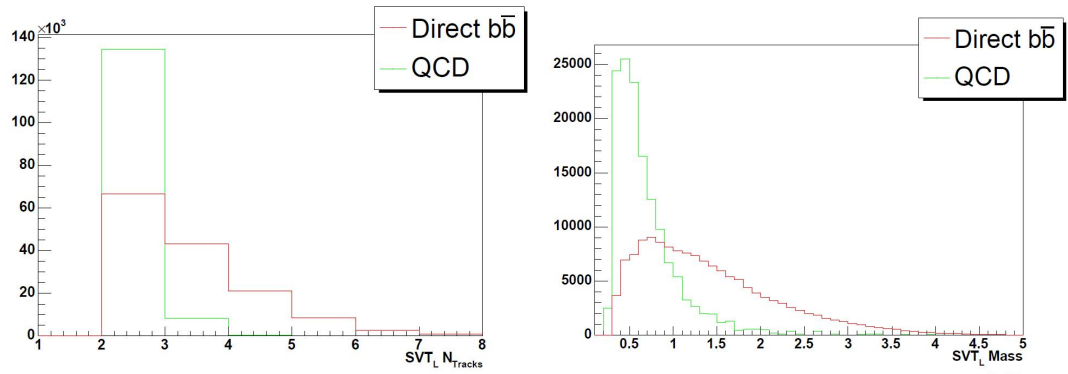 ×10³
Direct bb̅
QCD
140
120
100
80
60
40
20
0
1 2 3 4 5 6 7 8
SVT_L N_Tracks
Direct bb̅
QCD
25000
20000
15000
10000
5000
0
0.5 1 1.5 2 2.5 3 3.5 4 4.5 5
SVT_L Mass